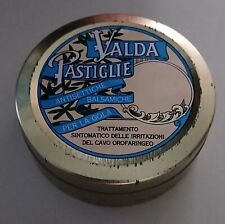 VALDA
PASTIGLIE
ANTISETTICHE
BALSAMICHE
PER LA GOLA
TRATTAMENTO
SINTOMATICO DELLE IRRITAZIONI
DEL CAVO OROFARINGEO